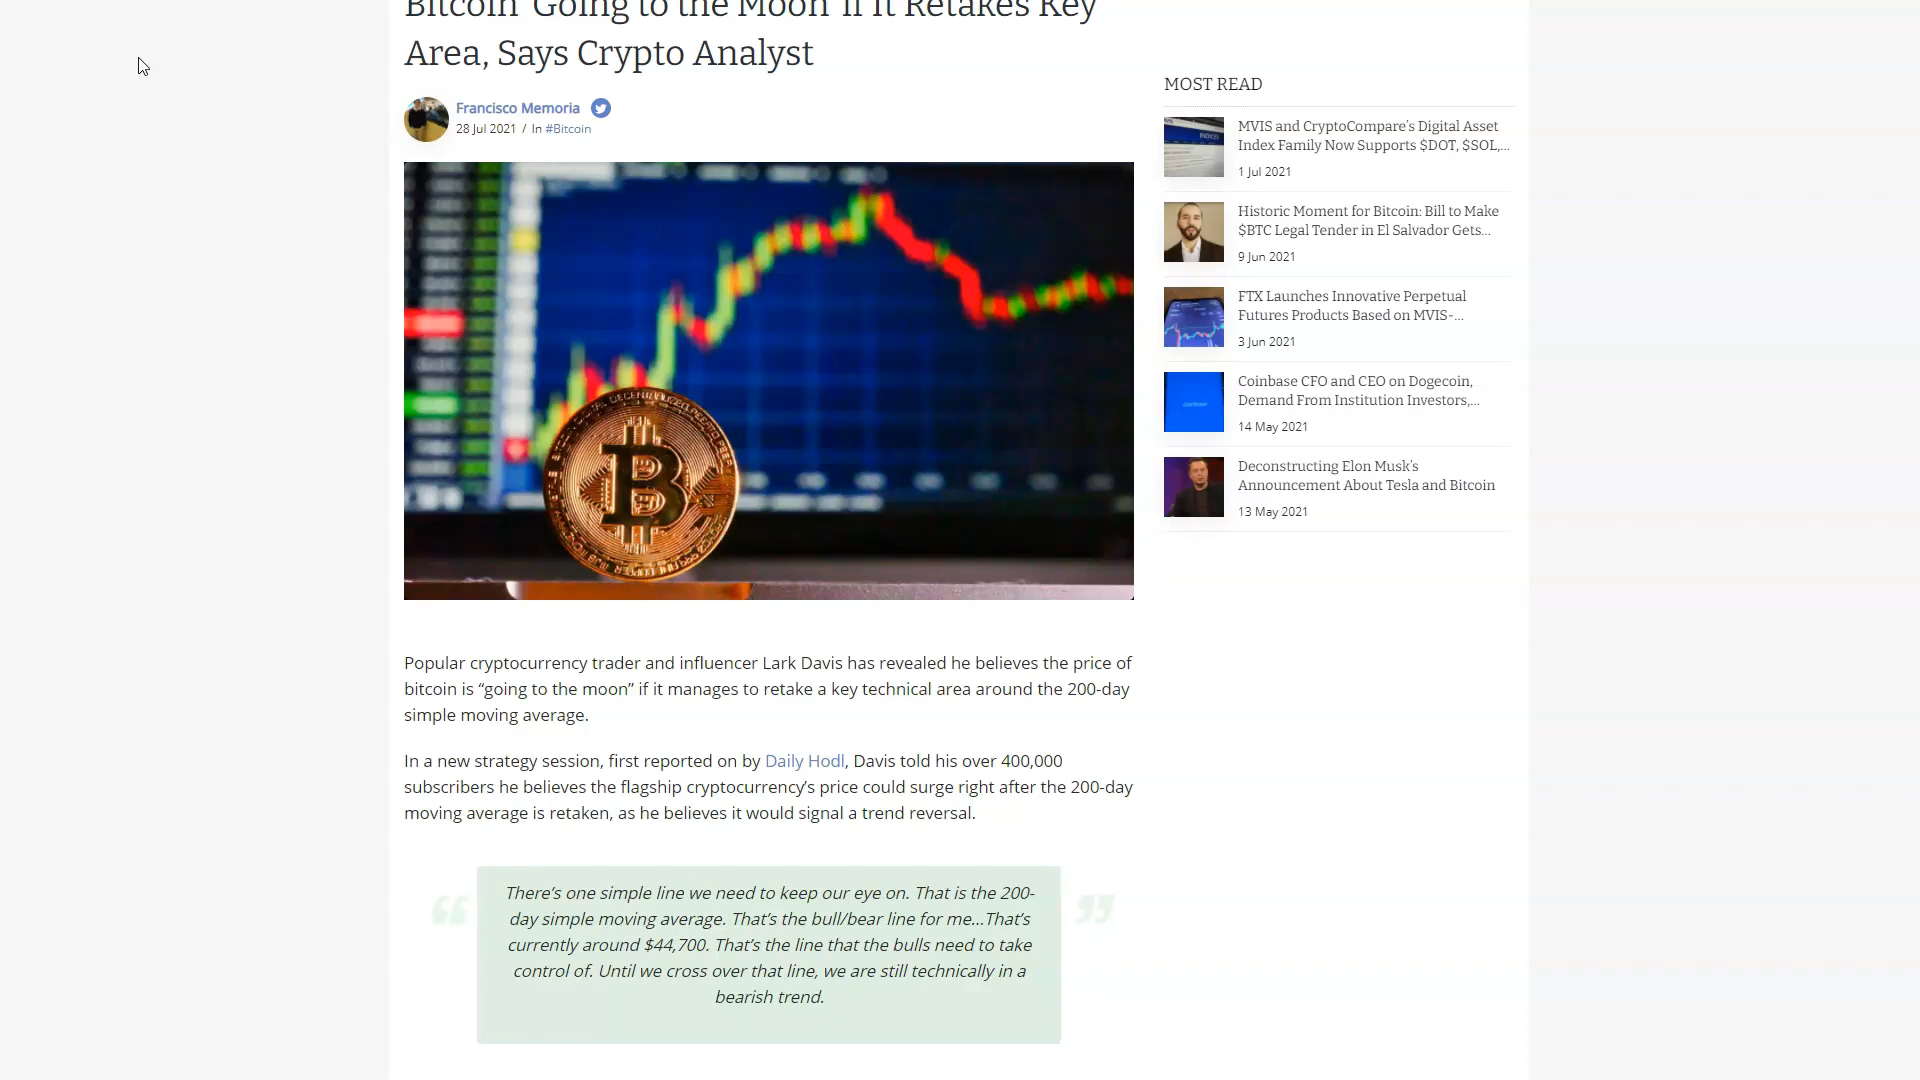 Bitcoin 'Going to the Moon' if It Retakes Key
Area, Says Crypto Analyst
Francisco Memoria
28 Jul 2021 / In #Bitcoin
Popular cryptocurrency trader and influencer Lark Davis has revealed he believes the price of
bitcoin is “going to the moon” if it manages to retake a key technical area around the 200-day
simple moving average.
In a new strategy session, first reported on by Daily Hodl, Davis told his over 400,000
subscribers he believes the flagship cryptocurrency’s price could surge right after the 200-day
moving average is retaken, as he believes it would signal a trend reversal.
There’s one simple line we need to keep our eye on. That is the 200-
day simple moving average. That’s the bull/bear line for me…That’s
currently around $44,700. That’s the line that the bulls need to take
control of. Until we cross over that line, we are still technically in a
bearish trend.
MOST READ
MVIS and CryptoCompare’s Digital Asset
Index Family Now Supports $DOT, $SOL,...
1 Jul 2021
Historic Moment for Bitcoin: Bill to Make
$BTC Legal Tender in El Salvador Gets...
9 Jun 2021
FTX Launches Innovative Perpetual
Futures Products Based on MVIS-...
3 Jun 2021
Coinbase CFO and CEO on Dogecoin,
Demand From Institution Investors,...
14 May 2021
Deconstructing Elon Musk’s
Announcement About Tesla and Bitcoin
13 May 2021